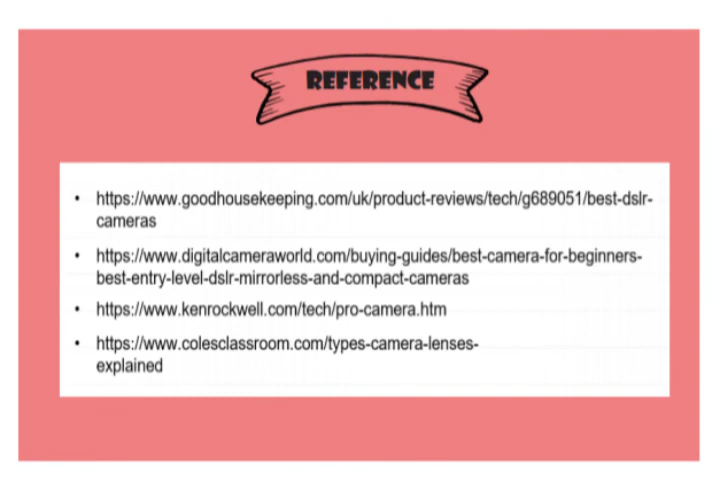 REFERENCE
• https://www.goodhousekeeping.com/uk/product-reviews/tech/g689051/best-dslr-
cameras
• https://www.digitalcameraworld.com/buying-guides/best-camera-for-beginners-
best-entry-level-dslr-mirrorless-and-compact-cameras
• https://www.kenrockwell.com/tech/pro-camera.htm
• https://www.colesclassroom.com/types-camera-lenses-
explained